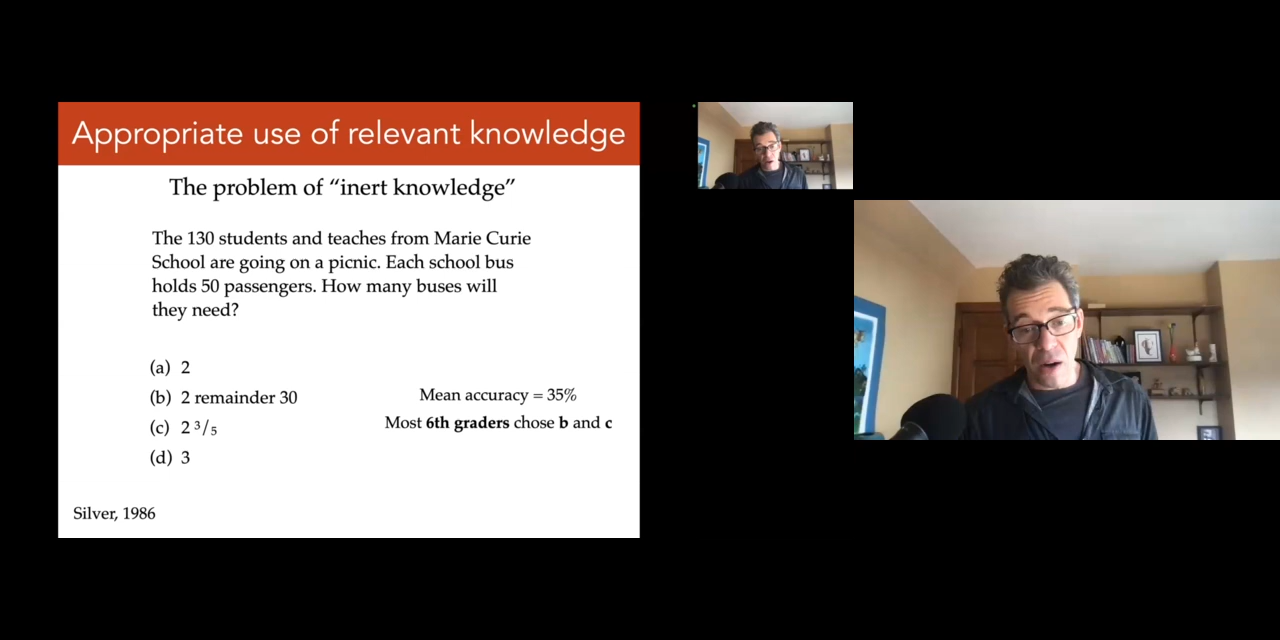 Appropriate use of relevant knowledge
The problem of “inert knowledge”
The 130 students and teaches from Marie Curie
School are going on a picnic. Each school bus
holds 50 passengers. How many buses will
they need?
(a) 2
(b) 2 remainder 30
(c) 2 3/5
(d) 3
Mean accuracy = 35%
Most 6th graders chose b and c
Silver, 1986